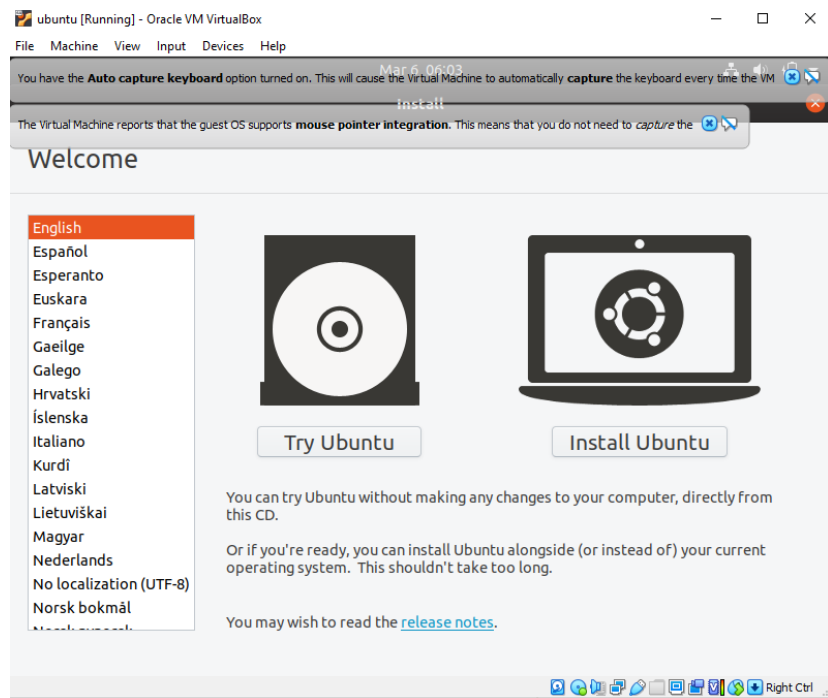 ubuntu [Running] - Oracle VM VirtualBox
File Machine View Input Devices Help
Mar 6 06:03
You have the Auto capture keyboard option turned on. This will cause the Virtual Machine to automatically capture the keyboard every time the VM
Install
The Virtual Machine reports that the guest OS supports mouse pointer integration. This means that you do not need to capture the
Welcome
English
Español
Esperanto
Euskara
Français
Gaeilge
Galego
Hrvatski
Íslenska
Italiano
Kurdî
Latviski
Lietuviškai
Magyar
Nederlands
No localization (UTF-8)
Norsk bokmål
Try Ubuntu
Install Ubuntu
You can try Ubuntu without making any changes to your computer, directly from
this CD.
Or if you're ready, you can install Ubuntu alongside (or instead of) your current
operating system. This shouldn't take too long.
You may wish to read the release notes.
Right Ctrl